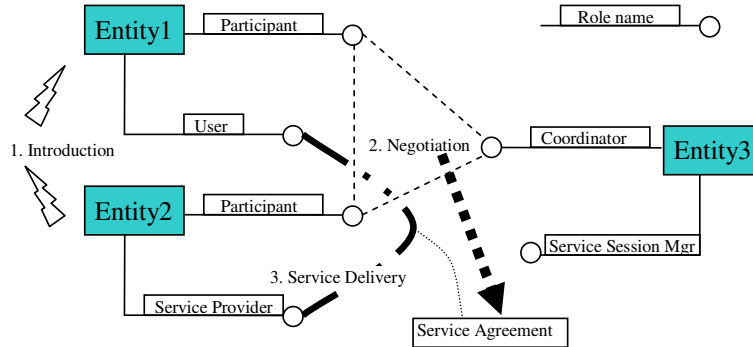 Entity1
Participant
Role name
User
2. Negotiation
Coordinator
Entity3
1. Introduction
Entity2
Participant
Service Session Mgr
3. Service Delivery
Service Provider
Service Agreement